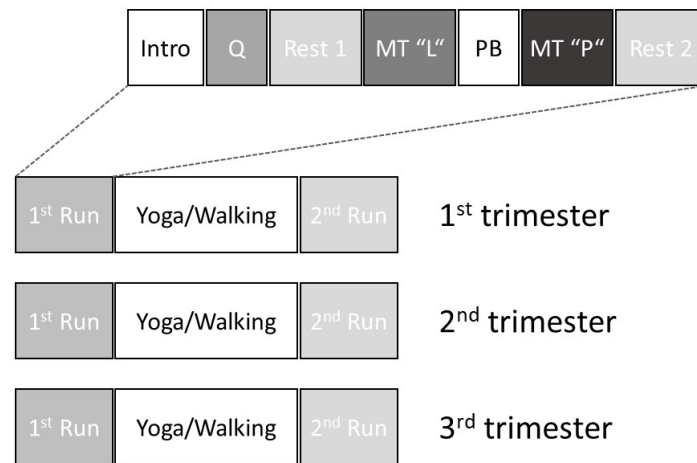 Intro Q Rest 1 MT "L" PB MT "P" Rest 2
1st Run Yoga/Walking 2nd Run 1st trimester
1st Run Yoga/Walking 2nd Run 2nd trimester
1st Run Yoga/Walking 2nd Run 3rd trimester